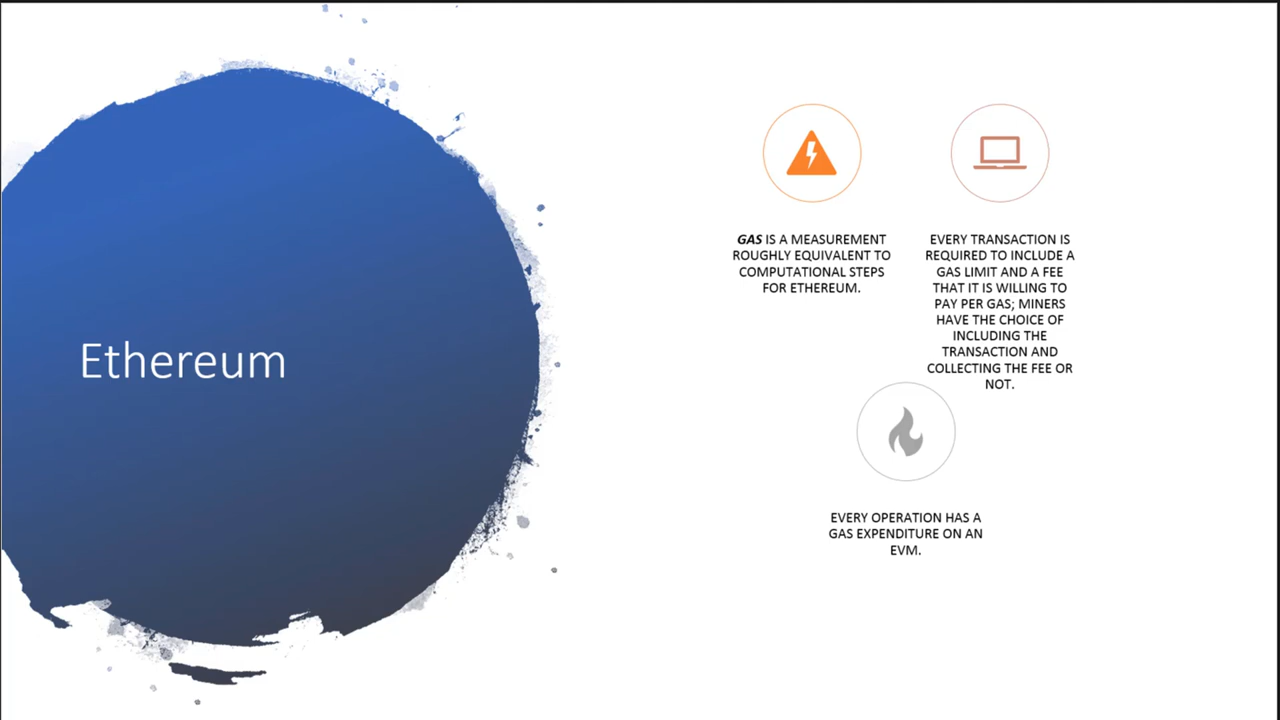 Ethereum
GAS IS A MEASUREMENT
ROUGHLY EQUIVALENT TO
COMPUTATIONAL STEPS
FOR ETHEREUM.
EVERY TRANSACTION IS
REQUIRED TO INCLUDE A
GAS LIMIT AND A FEE
THAT IT IS WILLING TO
PAY PER GAS; MINERS
HAVE THE CHOICE OF
INCLUDING THE
TRANSACTION AND
COLLECTING THE FEE OR
NOT.
EVERY OPERATION HAS A
GAS EXPENDITURE ON AN
EVM.